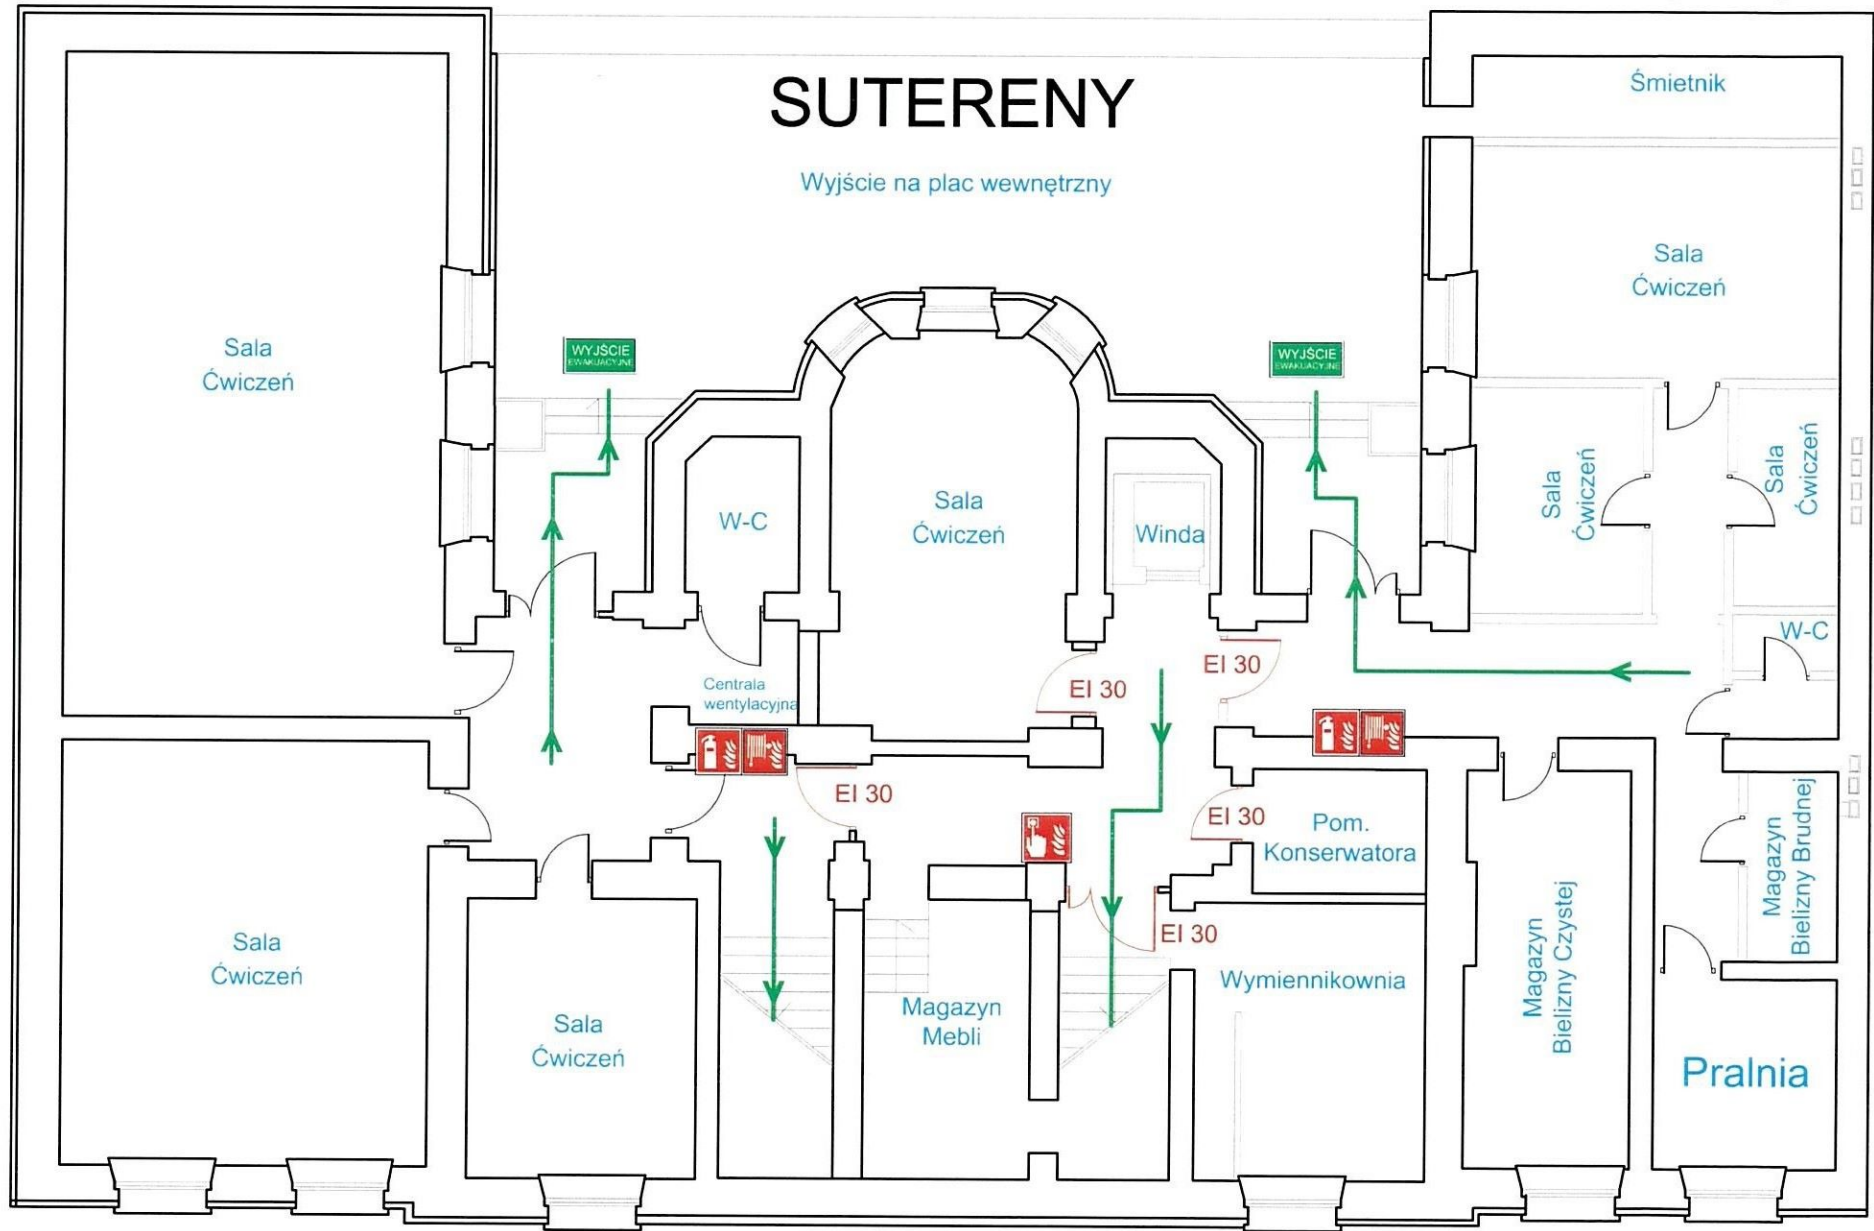 SUTERENY
Wyjście na plac wewnętrzny
Śmietnik
Sala
Ćwiczeń
Sala
Ćwiczeń
WYJŚCIE
EWAKUACYJNE
WYJŚCIE
EWAKUACYJNE
Sala
Ćwiczeń
Sala
Ćwiczeń
W-C
Sala
Ćwiczeń
Winda
W-C
Centrala
wentylacyjna
EI 30
EI 30
EI 30
EI 30
Pom.
Konserwatora
Magazyn
Bielizny Brudnej
Magazyn
Bielizny Czystej
EI 30
Sala
Ćwiczeń
Sala
Ćwiczeń
Magazyn
Mebli
Wymiennikownia
Pralnia